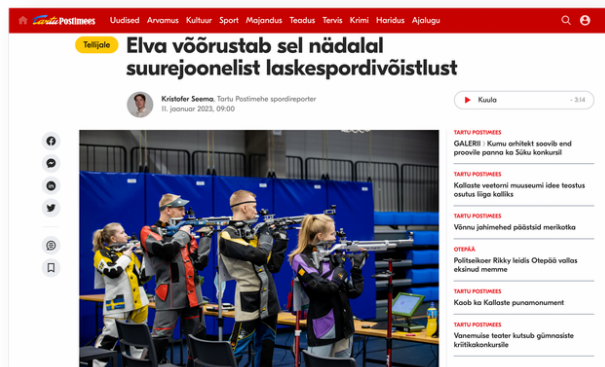 Tartu Postimees
Uudised Arvamus Kultuur Sport Majandus Teadus Tervis Krimi Haridus Ajalugu
Tellijale
Elva võõrustab sel nädalal
suurejoonelist laskespordivõistlust
Kristofer Seema, Tartu Postimehe spordireporter
11. jaanuar 2023, 09:00
Kuula
- 3:14
TARTU POSTIMEES
GALERII | Kumu arhitekt soovib end
proovile panna ka Süku konkursil
TARTU POSTIMEES
Kallaste veetorni muuseumi idee teostus
osutus liiga kalliks
TARTU POSTIMEES
Võnnu jahimehed päästsid merikotka
OTEPÄÄ
Politseikoer Rikky leidis Otepää vallas
eksinud memme
TARTU POSTIMEES
Kaob ka Kallaste punamonument
TARTU POSTIMEES
Vanemuise teater kutsub gümnasiste
kriitikakonkursile